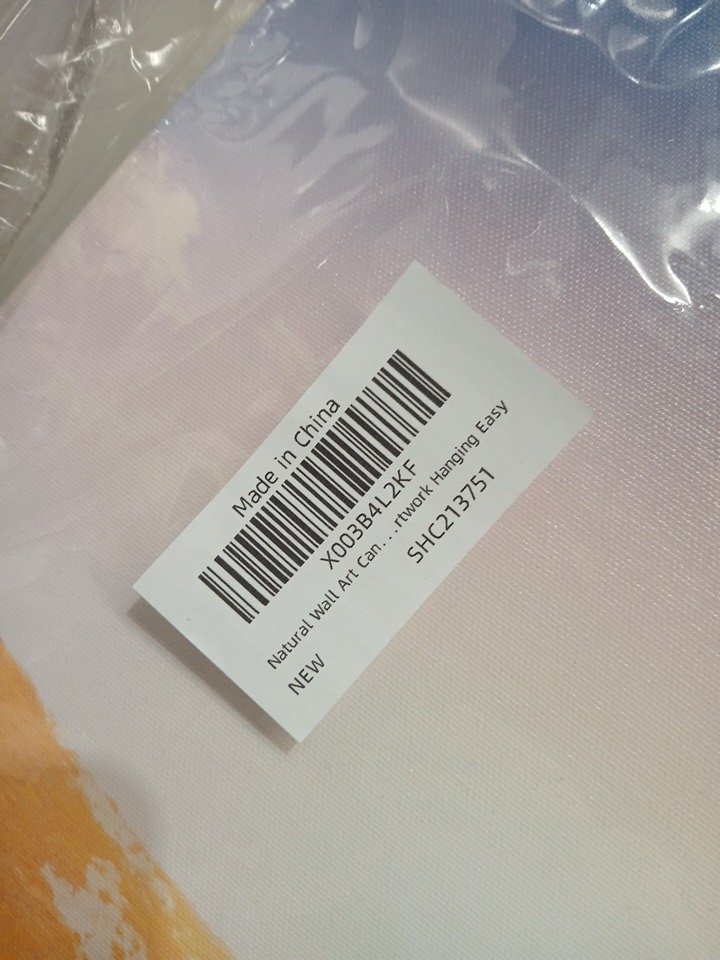 Made in China
X003B4L2KF
Natural Wall Art Can...rtwork Hanging Easy
NEW
SHC213751